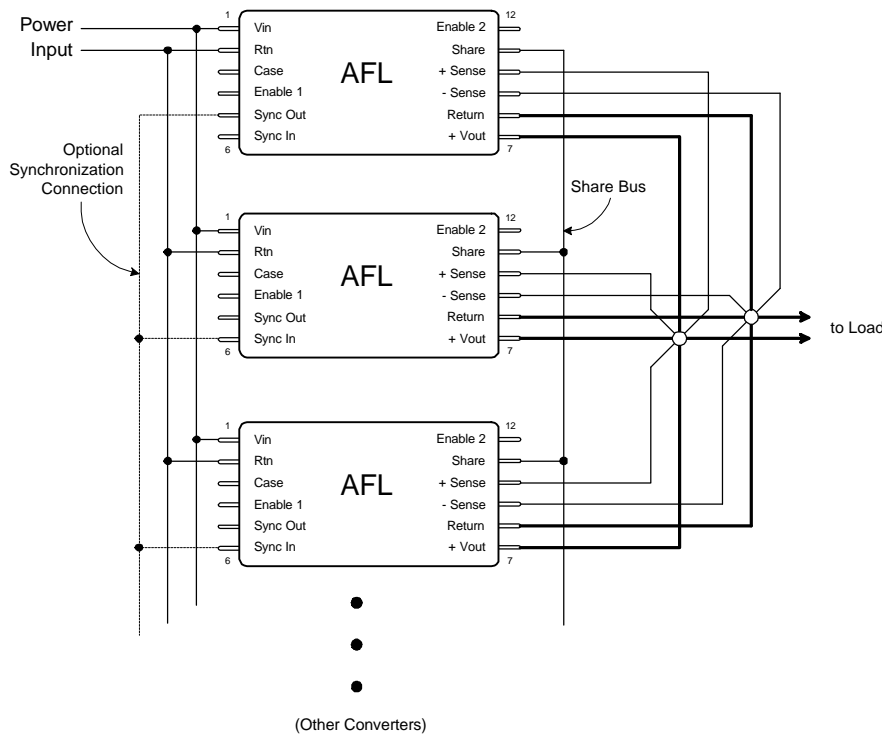 Power
Input
1
12
Vin
Enable 2
Rtn
Share
Case
AFL
+ Sense
Enable 1
- Sense
Sync Out
Return
Sync In
+ Vout
6
7
Optional
Synchronization
Connection
Share Bus
1
12
Vin
Enable 2
Rtn
Share
Case
AFL
+ Sense
Enable 1
- Sense
Sync Out
Return
Sync In
+ Vout
6
7
to Load
1
12
Vin
Enable 2
Rtn
Share
Case
AFL
+ Sense
Enable 1
- Sense
Sync Out
Return
Sync In
+ Vout
6
7
(Other Converters)